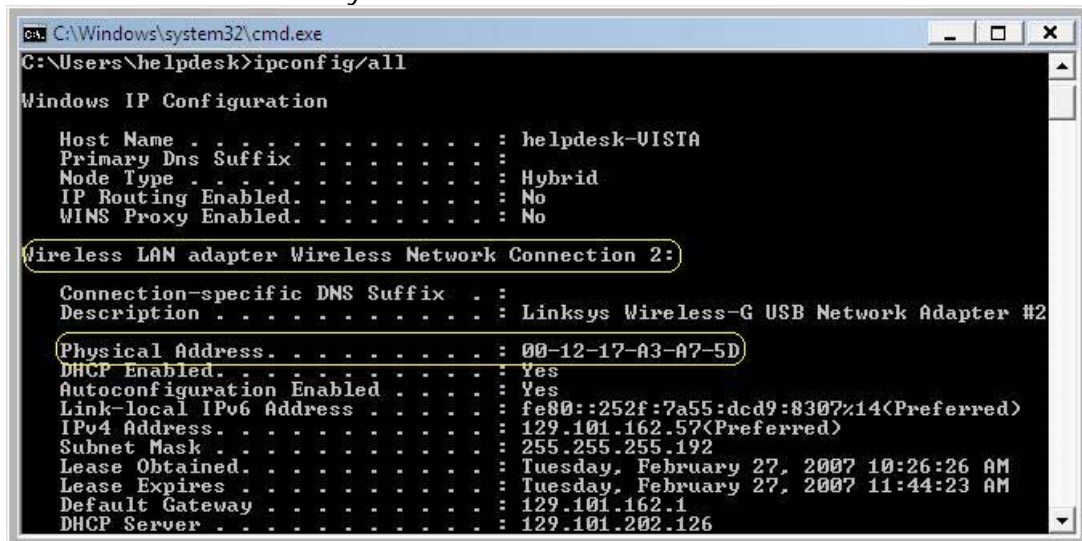 C:\Windows\system32\cmd.exe
C:\Users\helpdesk>ipconfig/all
Windows IP Configuration
Host Name . . . . . . . . . . . . : helpdesk-VISTA
Primary Dns Suffix  . . . . . . . :
Node Type . . . . . . . . . . . . : Hybrid
IP Routing Enabled. . . . . . . . : No
WINS Proxy Enabled. . . . . . . . : No
Wireless LAN adapter Wireless Network Connection 2:
Connection-specific DNS Suffix  . :
Description . . . . . . . . . . . : Linksys Wireless-G USB Network Adapter #2
Physical Address. . . . . . . . . : 00-12-17-A3-A7-5D
DHCP Enabled. . . . . . . . . . . : Yes
Autoconfiguration Enabled . . . . : Yes
Link-local IPv6 Address . . . . . : fe80::252f:7a55:dcd9:8307%14(Preferred)
IPv4 Address. . . . . . . . . . . : 129.101.162.57(Preferred)
Subnet Mask . . . . . . . . . . . : 255.255.255.192
Lease Obtained. . . . . . . . . . : Tuesday, February 27, 2007 10:26:26 AM
Lease Expires . . . . . . . . . . : Tuesday, February 27, 2007 11:44:23 AM
Default Gateway . . . . . . . . . : 129.101.162.1
DHCP Server . . . . . . . . . . . : 129.101.202.126